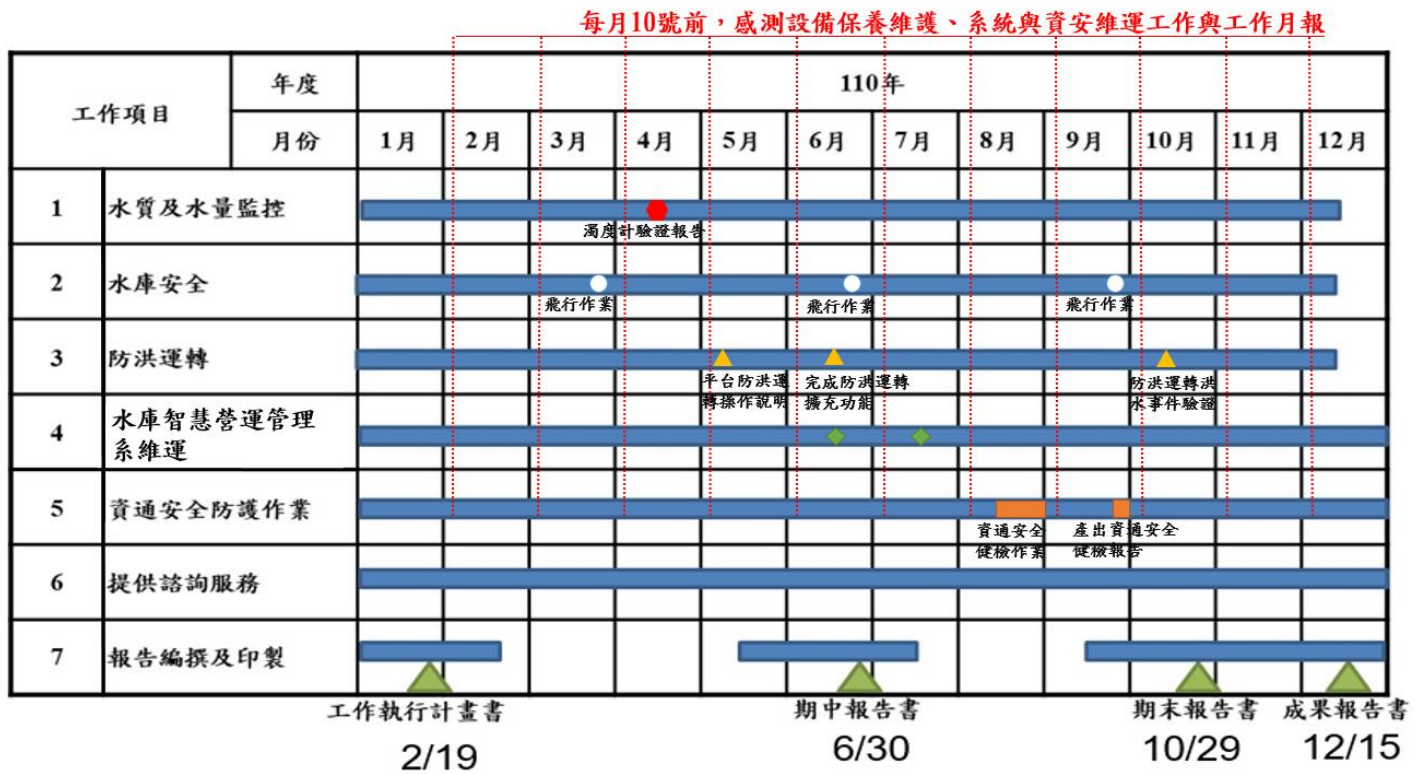 每月10號前，感測設備保養維護、系統與資安維運工作與工作月報
工作項目
年度
110年
月份
1月
2月
3月
4月
5月
6月
7月
8月
9月
10月
11月
12月
1
水質及水量監控
濁度計驗證報告
2
水庫安全
飛行作業
飛行作業
飛行作業
3
防洪運轉
平台防洪運
轉操作說明
完成防洪運轉
擴充功能
防洪運轉洪
水事件驗證
4
水庫智慧營運管理
系維運
5
資通安全防護作業
資通安全
健檢作業
產出資通安全
健檢報告
6
提供諮詢服務
7
報告編撰及印製
工作執行計畫書
2/19
期中報告書
6/30
期末報告書
10/29
成果報告書
12/15